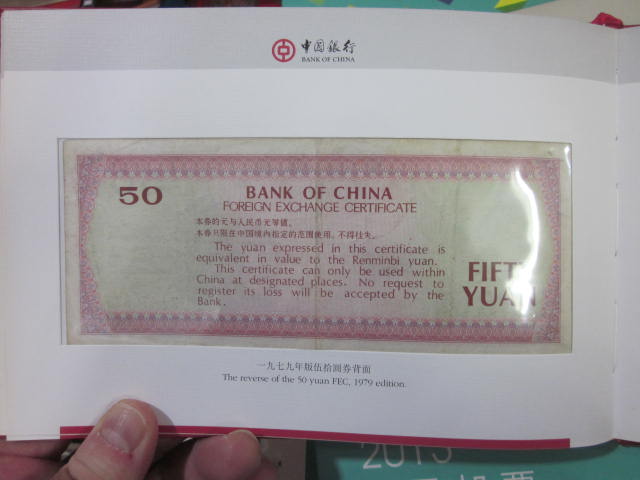 中国银行
BANK OF CHINA
50
BANK OF CHINA
FOREIGN EXCHANGE CERTIFICATE
本券的元与人民币元等值。
本券只限在中国境内指定的范围使用,不得挂失。
The yuan expressed in this certificate is
equivalent in value to the Renminbi yuan.
This certificate can only be used within
China at designated places. No request to
register its loss will be accepted by the
Bank.
FIFTY
YUAN
一九七九年版伍拾圆券背面
The reverse of the 50 yuan FEC, 1979 edition.
2015